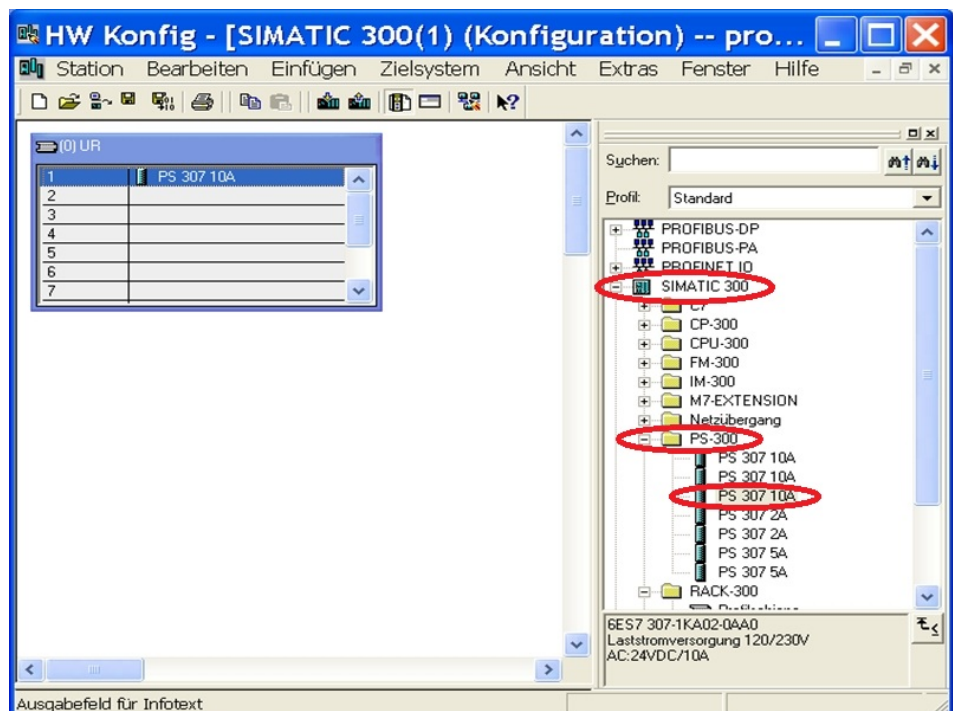 HW Konfig - [SIMATIC 300(1) (Konfiguration) -- pro...
Station Bearbeiten Einfügen Zielsystem Ansicht Extras Fenster Hilfe
(0) UR
1 PS 307 10A
2
3
4
5
6
7
Suchen:
Profil: Standard
PROFIBUS-DP
PROFIBUS-PA
PROFINET IO
SIMATIC 300
C7
CP-300
CPU-300
FM-300
IM-300
M7-EXTENSION
Netzübergang
PS-300
PS 307 10A
PS 307 10A
PS 307 10A
PS 307 2A
PS 307 2A
PS 307 5A
PS 307 5A
RACK-300
6ES7 307-1KA02-0AA0
Laststromversorgung 120/230V
AC:24VDC/10A
Ausgabefeld für Infotext